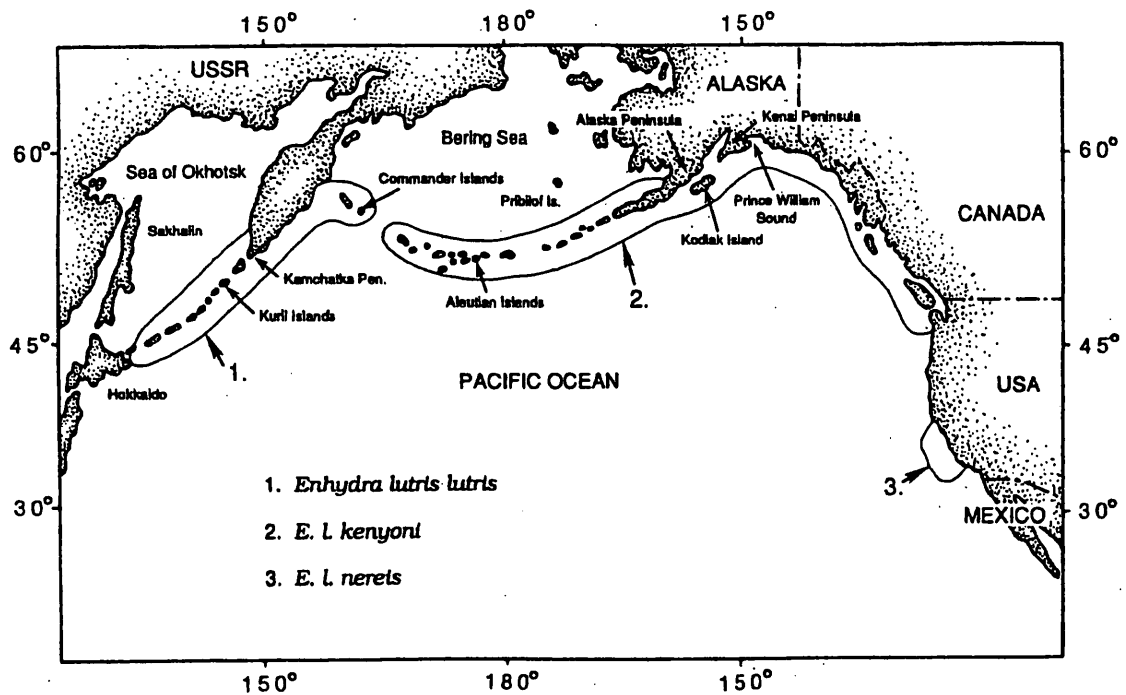 150° 180° 150°
USSR
ALASKA
Alaska Peninsula
Kenai Peninsula
Bering Sea
60° 60°
Sea of Okhotsk
Commander Islands
Pribilof Is.
Prince William
Sound
CANADA
Sakhalin
Kodiak Island
Kamchatka Pen.
Aleutian Islands
2.
Kuril Islands
45° 45°
1.
PACIFIC OCEAN
USA
Hokkaido
3.
1. Enhydra lutris lutris
30° 30°
MEXICO
2. E. l. kenyoni
3. E. l. nereis
150° 180° 150°